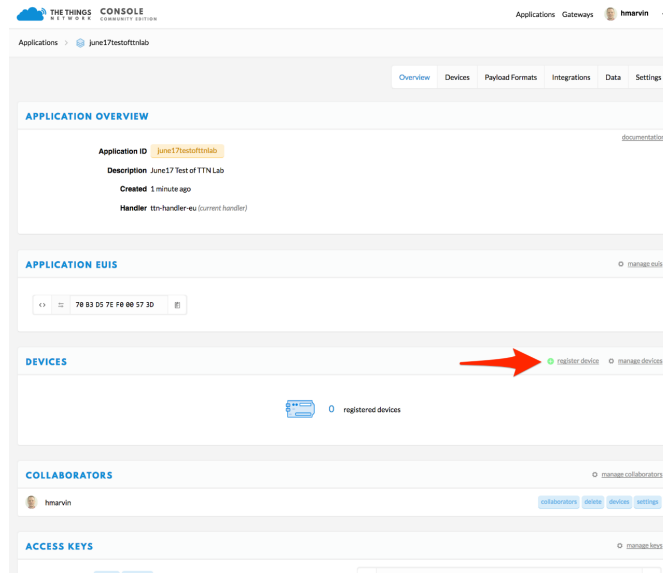 THE THINGS NETWORK CONSOLE COMMUNITY EDITION
Applications Gateways hmarvin
Applications > june17testofttnlab
Overview Devices Payload Formats Integrations Data Settings
APPLICATION OVERVIEW
documentation
Application ID june17testofttnlab
Description June17 Test of TTN Lab
Created 1 minute ago
Handler ttn-handler-eu (current handler)
APPLICATION EUIS
manage euis
<> 70 B3 D5 7E F0 00 57 3D
DEVICES
register device manage devices
0 registered devices
COLLABORATORS
manage collaborators
hmarvin
collaborators delete devices settings
ACCESS KEYS
manage keys